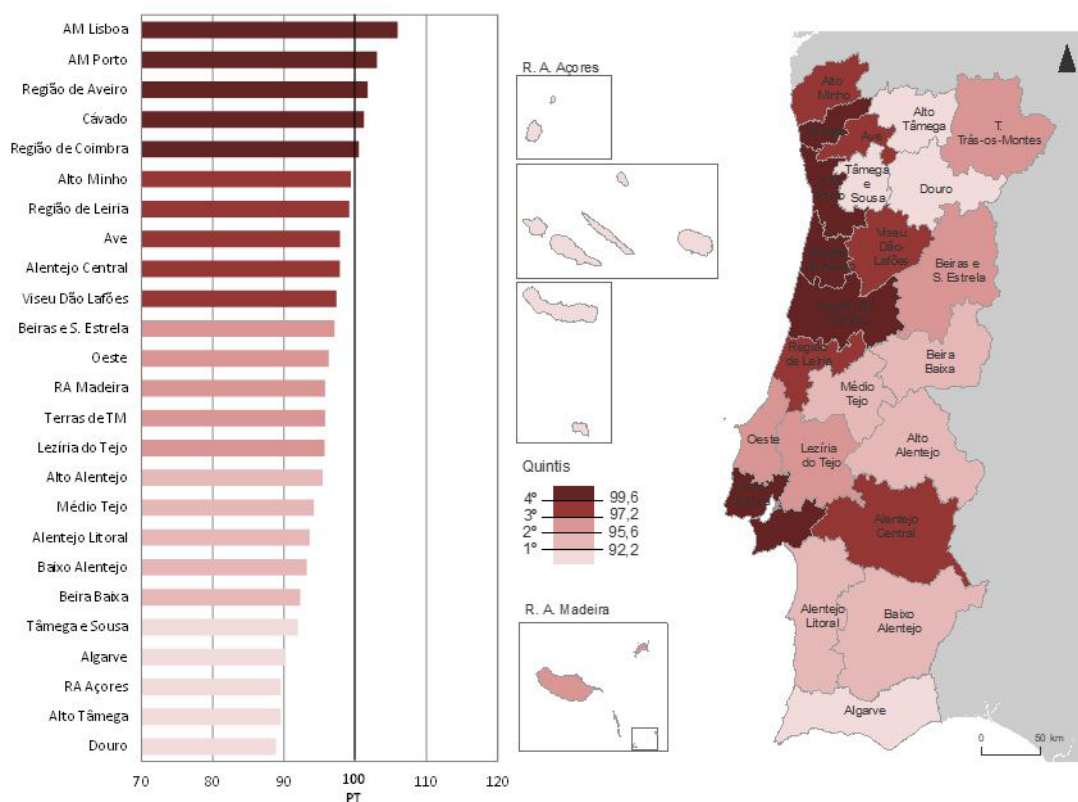 AM Lisboa
AM Porto
Região de Aveiro
Cávado
Região de Coimbra
Alto Minho
Região de Leiria
Ave
Alentejo Central
Viseu Dão Lafões
Beiras e S. Estrela
Oeste
RA Madeira
Terras de TM
Lezíria do Tejo
Alto Alentejo
Médio Tejo
Alentejo Litoral
Baixo Alentejo
Beira Baixa
Tâmega e Sousa
Algarve
RA Açores
Alto Tâmega
Douro
70 80 90 100 110 120
PT
R. A. Açores
Quintis
4º 99,6
3º 97,2
2º 95,6
1º 92,2
R. A. Madeira
Alto
Minho
Alto
Tâmega
T.
Trás-os-Montes
Ave
Tâmega
e
Sousa
Douro
Viseu
Dão-
Lafões
Beiras e
S. Estrela
Região
de Leiria
Beira
Baixa
Médio
Tejo
Oeste
Lezíria
do Tejo
Alto
Alentejo
Alentejo
Central
Alentejo
Litoral
Baixo
Alentejo
Algarve
0 50 km